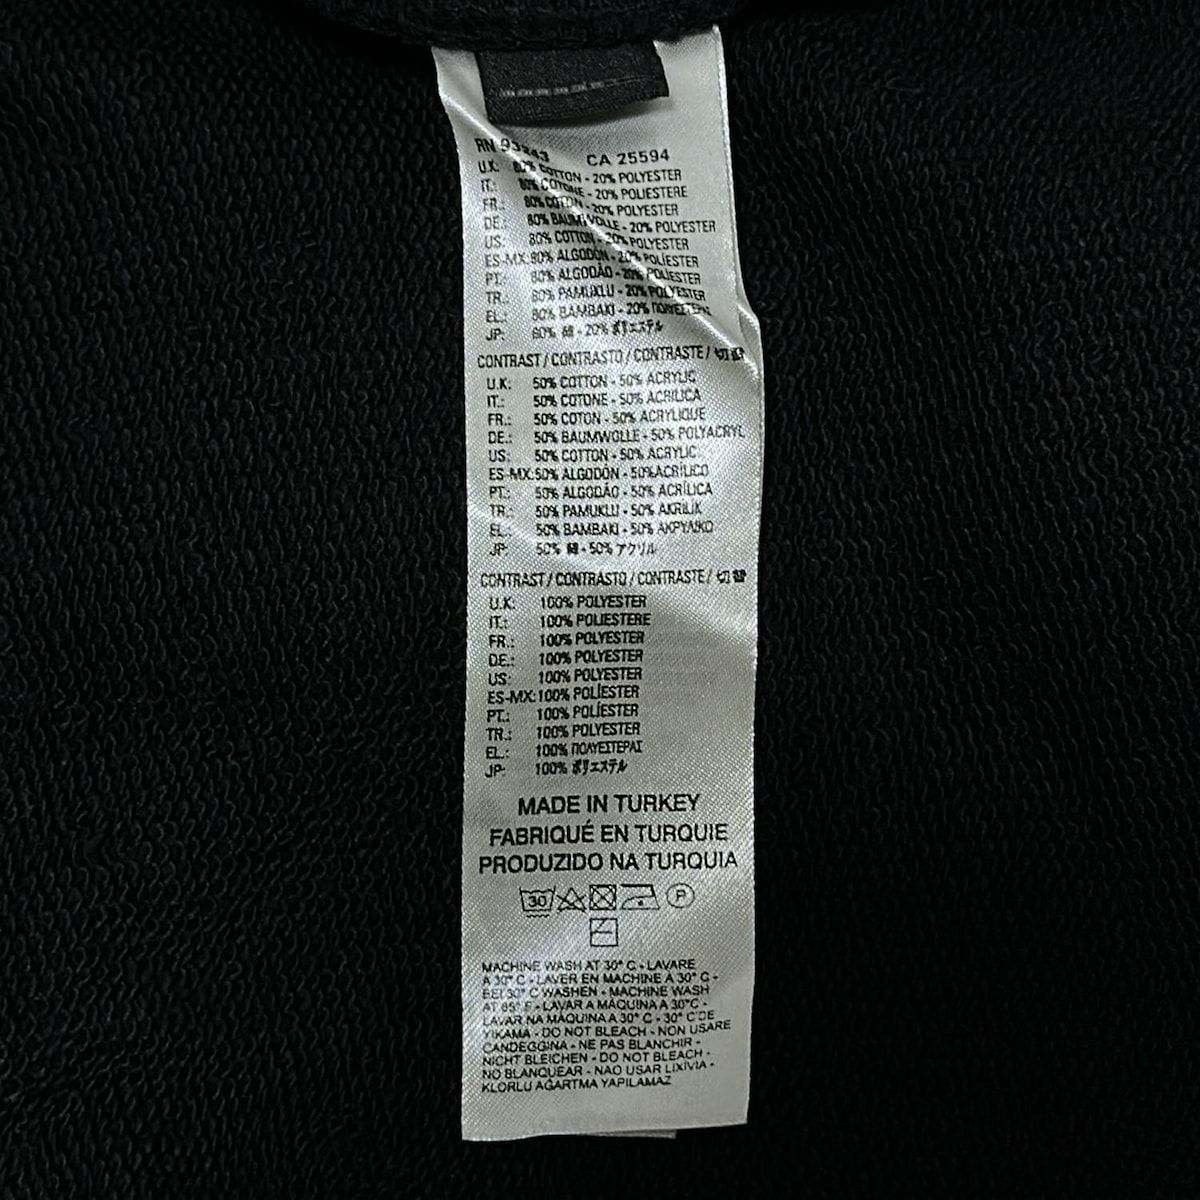 RN 93243 CA 25594
U.K: 80% COTTON - 20% POLYESTER
IT.: 80% COTONE - 20% POLIESTERE
FR.: 80% COTON - 20% POLYESTER
DE.: 80% BAUMWOLLE - 20% POLYESTER
US: 80% COTTON - 20% POLYESTER
ES-MX: 80% ALGODÓN - 20% POLÍESTER
PT.: 80% ALGODÃO - 20% POLÍESTER
TR.: 80% PAMUKLU - 20% POLYESTER
EL.: 80% ΒΑΜΒΑΚΙ - 20% ΠΟΛΥΕΣΤΕΡΑΣ
JP: 80% 綿 - 20% ポリエステル
CONTRAST / CONTRASTO / CONTRASTE / 切替
U.K: 50% COTTON - 50% ACRYLIC
IT.: 50% COTONE - 50% ACRILICA
FR.: 50% COTON - 50% ACRYLIQUE
DE.: 50% BAUMWOLLE - 50% POLYACRYL
US: 50% COTTON - 50% ACRYLIC
ES-MX: 50% ALGODÓN - 50%ACRÍLICO
PT.: 50% ALGODÃO - 50% ACRÍLICA
TR.: 50% PAMUKLU - 50% AKRILIK
EL.: 50% ΒΑΜΒΑΚΙ - 50% ΑΚΡΥΛΙΚΟ
JP: 50% 綿 - 50% アクリル
CONTRAST / CONTRASTO / CONTRASTE / 切替
U.K: 100% POLYESTER
IT.: 100% POLIESTERE
FR.: 100% POLYESTER
DE.: 100% POLYESTER
US: 100% POLYESTER
ES-MX: 100% POLÍESTER
PT.: 100% POLÍESTER
TR.: 100% POLYESTER
EL.: 100% ΠΟΛΥΕΣΤΕΡΑΣ
JP: 100% ポリエステル
MADE IN TURKEY
FABRIQUÉ EN TURQUIE
PRODUZIDO NA TURQUIA
30 P
MACHINE WASH AT 30° C - LAVARE
A 30° C - LAVER EN MACHINE A 30° C -
BEI 30° C WASHEN - MACHINE WASH
AT 85° F - LAVAR A MÁQUINA A 30°C -
LAVAR NA MÁQUINA A 30° C - 30° C'DE
YIKAMA - DO NOT BLEACH - NON USARE
CANDEGGINA - NE PAS BLANCHIR -
NICHT BLEICHEN - DO NOT BLEACH -
NO BLANQUEAR - NAO USAR LIXÍVIA -
KLORLU AĞARTMA YAPILAMAZ